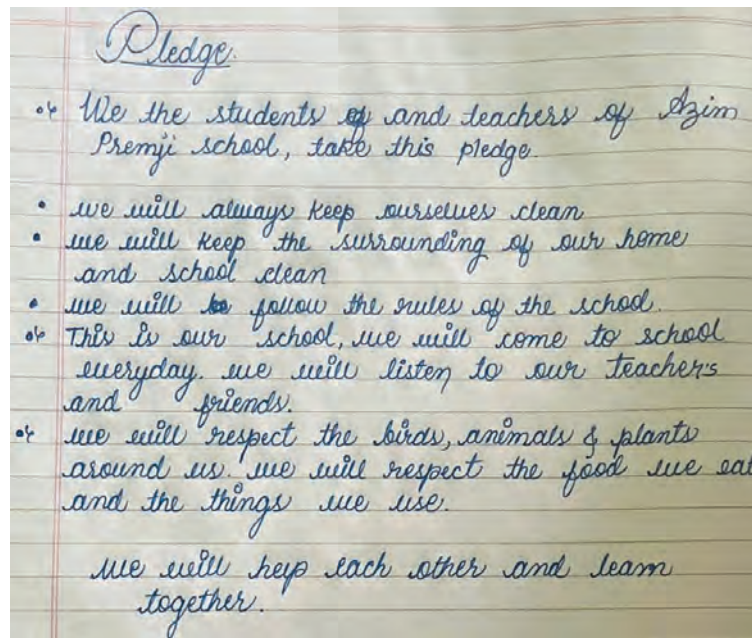 Pledge.
We the students of and teachers of Azim
Premji school, take this pledge.
• we will always keep ourselves clean
• we will keep the surrounding of our home
and school clean
• we will follow the rules of the school.
This is our school, we will come to school
everyday. we will listen to our teacher's
and friends.
we will respect the birds, animals & plants
around us. we will respect the food we eat
and the things we use.
we will hep each other and learn
together.